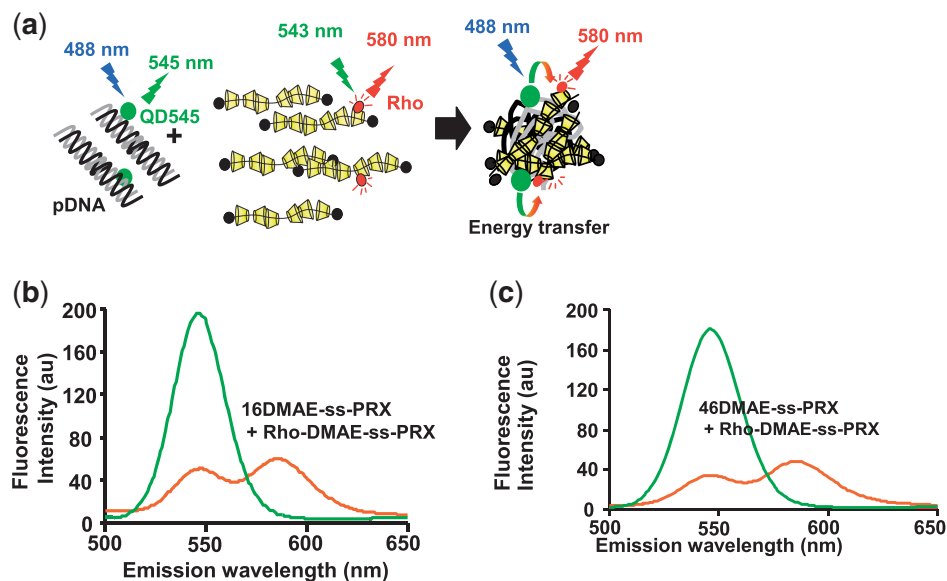 (a)
488 nm
545 nm
QD545
+
pDNA
543 nm
580 nm
Rho
488 nm
580 nm
Energy transfer
(b)
Fluorescence
Intensity (au)
200
160
120
80
40
0
16DMAE-ss-PRX
+ Rho-DMAE-ss-PRX
500
550
600
650
Emission wavelength (nm)
(c)
Fluorescence
Intensity (au)
200
160
120
80
40
0
46DMAE-ss-PRX
+ Rho-DMAE-ss-PRX
500
550
600
650
Emission wavelength (nm)